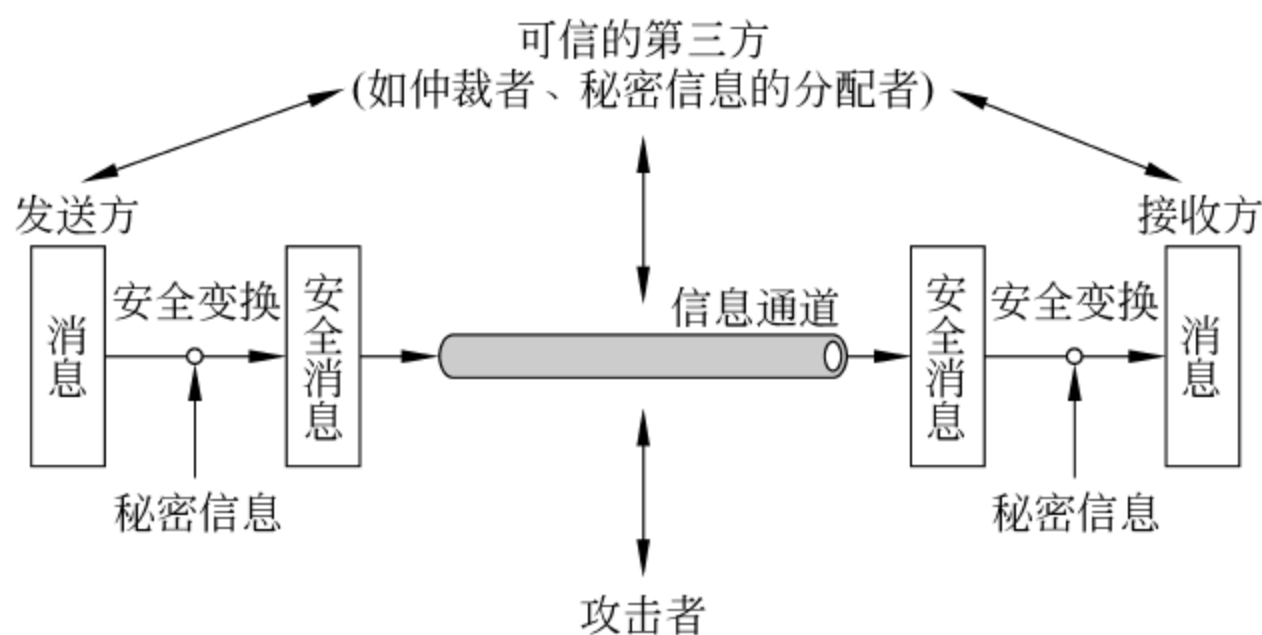 可信的第三方
(如仲裁者、秘密信息的分配者)
发送方
接收方
消息
安全变换
安全消息
信息通道
安全消息
安全变换
消息
秘密信息
秘密信息
攻击者